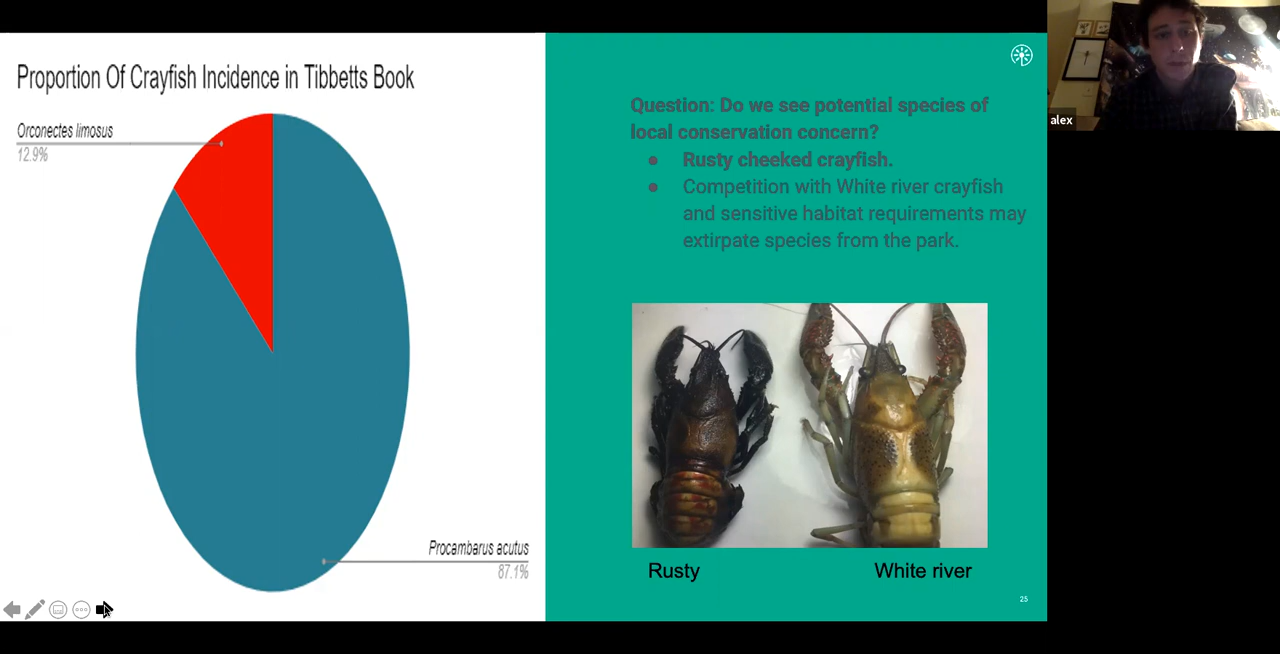 Proportion Of Crayfish Incidence in Tibbetts Book
Orconectes limosus
12.9%
Procambarus acutus
87.1%
Question: Do we see potential species of
local conservation concern?
● Rusty cheeked crayfish.
● Competition with White river crayfish
and sensitive habitat requirements may
extirpate species from the park.
Rusty
White river
25
alex